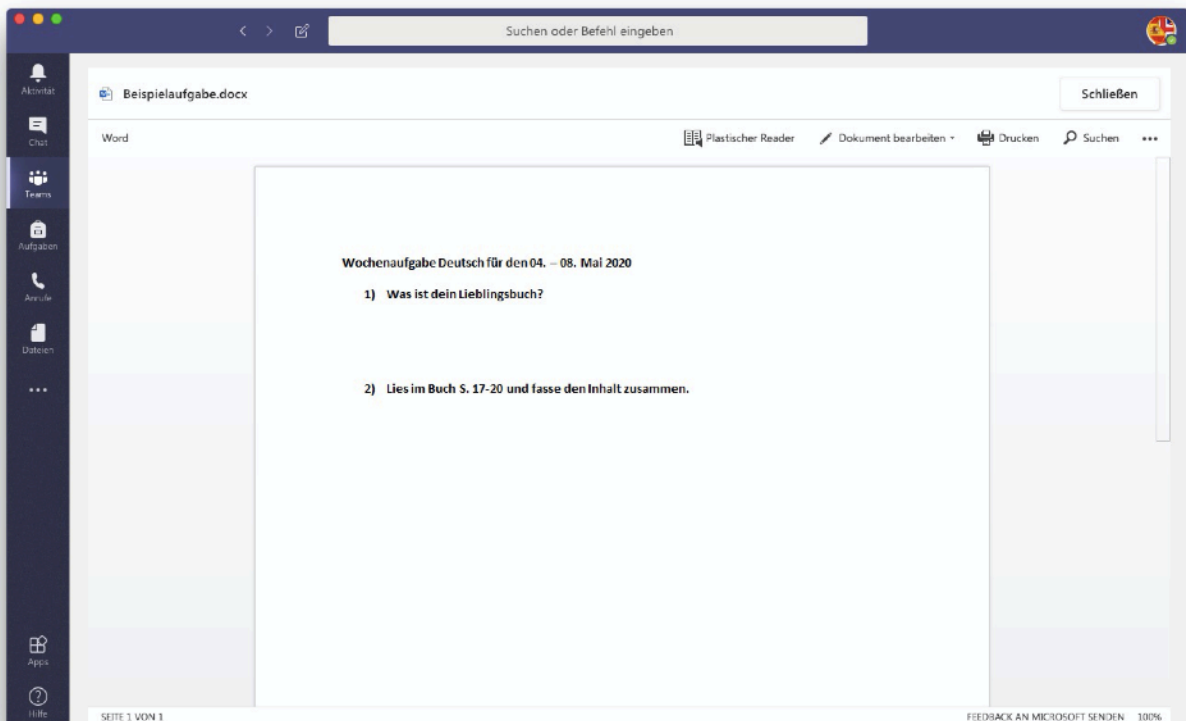 Suchen oder Befehl eingeben
Aktivität
Chat
Teams
Aufgaben
Anrufe
Dateien
Apps
Hilfe
Beispielaufgabe.docx
Schließen
Word
Plastischer Reader
Dokument bearbeiten
Drucken
Suchen
Wochenaufgabe Deutsch für den 04. – 08. Mai 2020
1) Was ist dein Lieblingsbuch?
2) Lies im Buch S. 17-20 und fasse den Inhalt zusammen.
SEITE 1 VON 1
FEEDBACK AN MICROSOFT SENDEN 100%